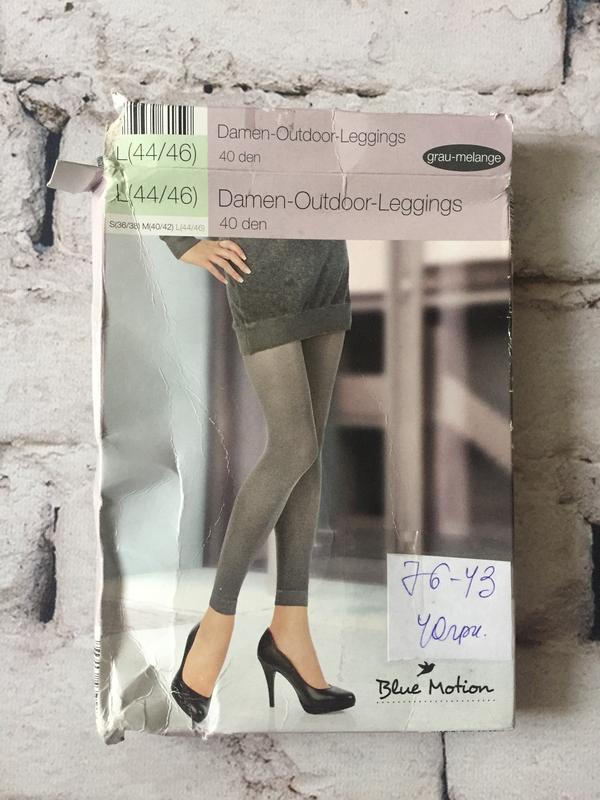 L(44/46)
Damen-Outdoor-Leggings
40 den
grau-melange
L(44/46)
Damen-Outdoor-Leggings
40 den
S(36/38) M(40/42) L(44/46)
76-43
40грн.
Blue Motion